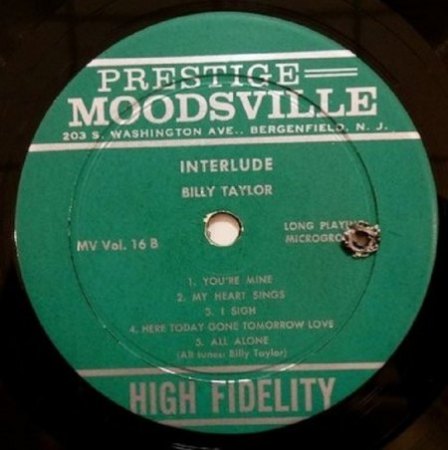 PRESTIGE
MOODSVILLE
203 S. WASHINGTON AVE., BERGENFIELD, N. J.
INTERLUDE
BILLY TAYLOR
MV Vol. 16 B
LONG PLAYING
1. YOU'RE MINE
2. MY HEART SINGS
3. I SIGH
4. HERE TODAY GONE TOMORROW LOVE
5. ALL ALONE
(All tunes: Billy Taylor)
HIGH FIDELITY